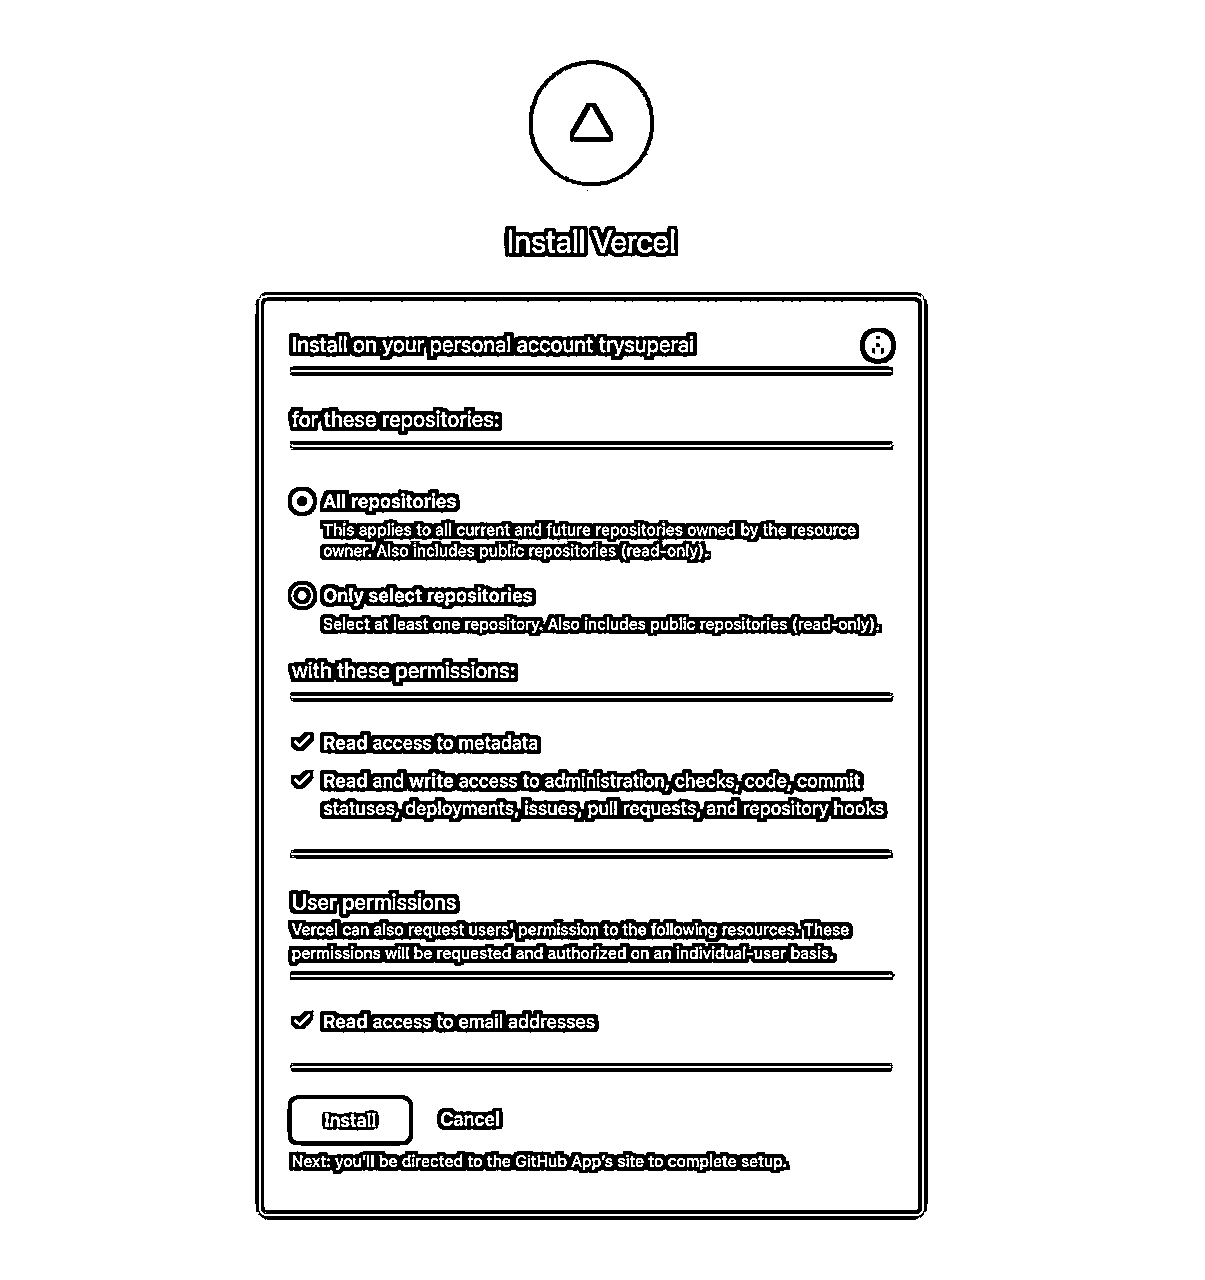 Install Vercel
Install on your personal account trysuperai
for these repositories:
All repositories
This applies to all current and future repositories owned by the resource
owner. Also includes public repositories (read-only).
Only select repositories
Select at least one repository. Also includes public repositories (read-only).
with these permissions:
Read access to metadata
Read and write access to administration, checks, code, commit
statuses, deployments, issues, pull requests, and repository hooks
User permissions
Vercel can also request users' permission to the following resources. These
permissions will be requested and authorized on an individual-user basis.
Read access to email addresses
Install Cancel
Next: you'll be directed to the GitHub App's site to complete setup.